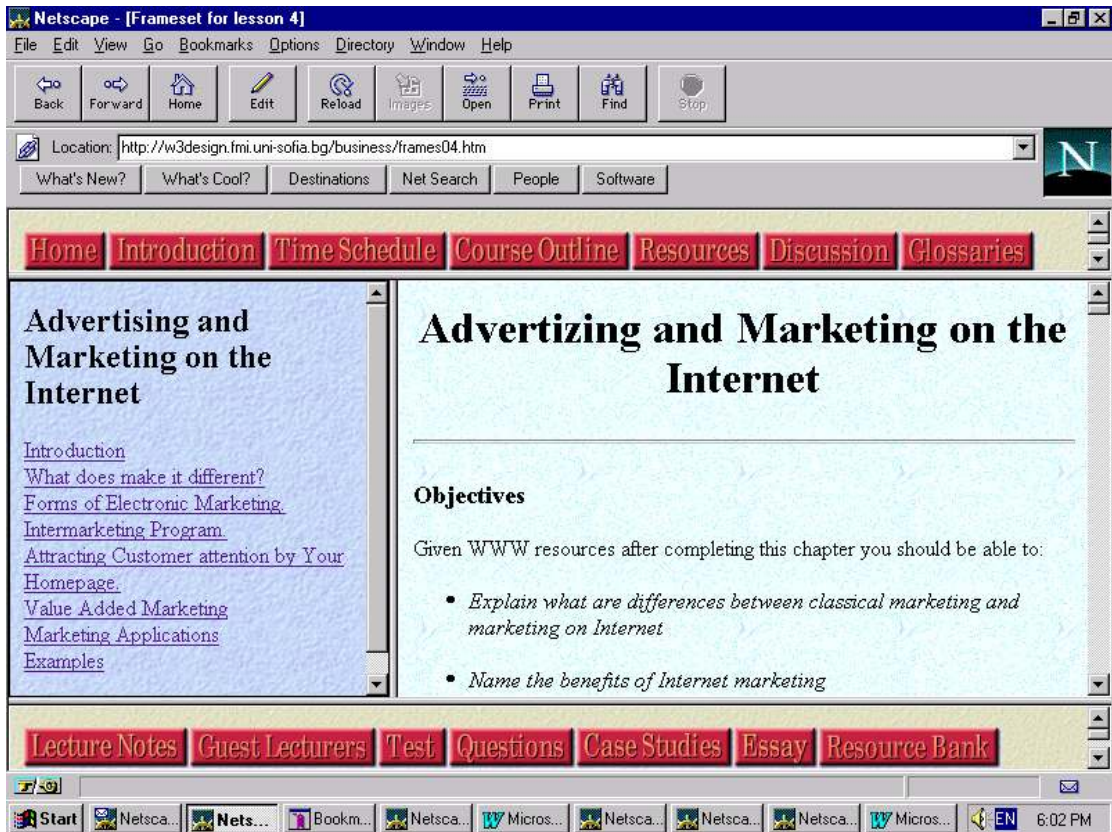 Netscape - [Frameset for lesson 4]
File Edit View Go Bookmarks Options Directory Window Help
Back Forward Home Edit Reload Images Open Print Find Stop
Location: http://w3design.fmi.uni-sofia.bg/business/frames04.htm
N
What's New? What's Cool? Destinations Net Search People Software
Home Introduction Time Schedule Course Outline Resources Discussion Glossaries
Advertising and
Marketing on the
Internet
Introduction
What does make it different?
Forms of Electronic Marketing.
Intermarketing Program.
Attracting Customer attention by Your
Homepage.
Value Added Marketing
Marketing Applications
Examples
Advertizing and Marketing on the
Internet
Objectives
Given WWW resources after completing this chapter you should be able to:
• Explain what are differences between classical marketing and
marketing on Internet
• Name the benefits of Internet marketing
Lecture Notes Guest Lecturers Test Questions Case Studies Essay Resource Bank
Start Netsca... Nets... Bookm... Netsca... Micros... Netsca... Netsca... Netsca... Micros... EN 6:02 PM